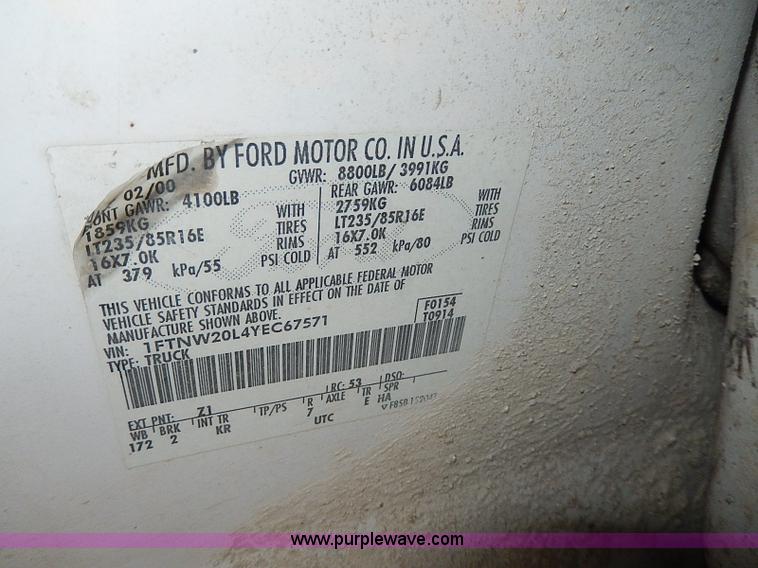 MFD. BY FORD MOTOR CO. IN U.S.A.
02/00 GVWR: 8800LB/ 3991KG
GAWR: 4100LB
1859KG WITH
LT235/85R16E TIRES
16X7.0K RIMS
AT 379 kPa/55 PSI COLD
REAR GAWR: 6084LB
2759KG WITH
LT235/85R16E TIRES
16X7.0K RIMS
AT 552 kPa/80 PSI COLD
THIS VEHICLE CONFORMS TO ALL APPLICABLE FEDERAL MOTOR
VEHICLE SAFETY STANDARDS IN EFFECT ON THE DATE OF
MANUFACTURE SHOWN ABOVE.
VIN: 1FTNW20L4YEC67571
TYPE: TRUCK
F0154
T0914
EXT PNT: Z1 RC: 53 DSO:
WB BRK INT TR TP/PS R AXLE TR SPR
172 2 KR 7 E HA
UTC
www.purplewave.com